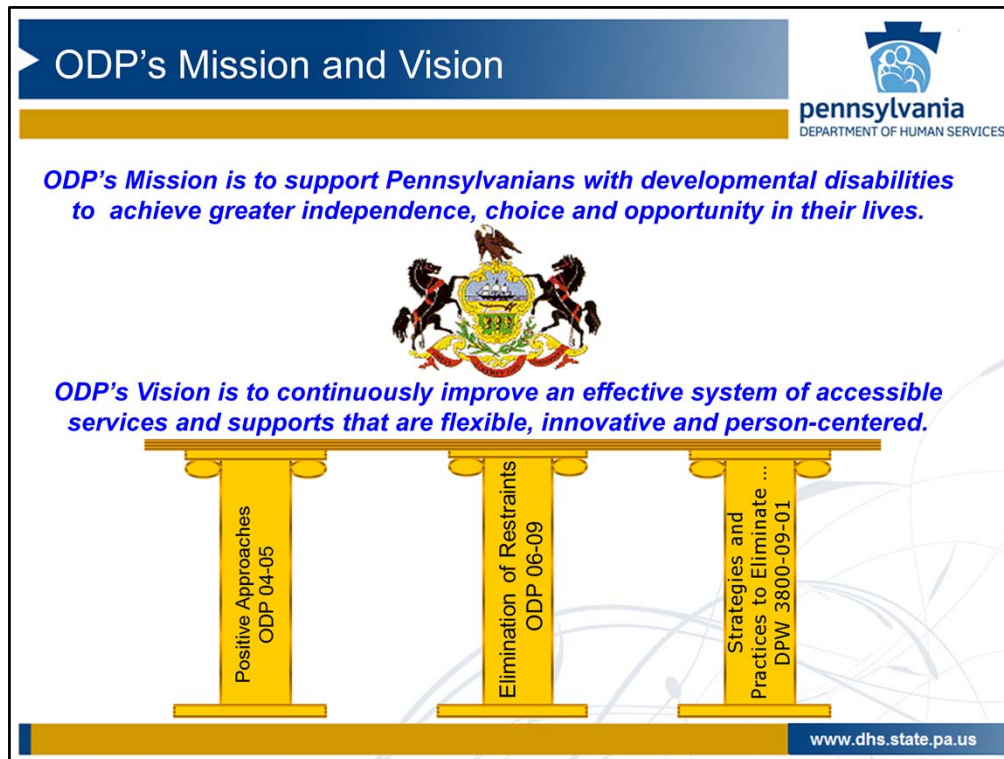 ODP's Mission and Vision
pennsylvania
DEPARTMENT OF HUMAN SERVICES
ODP's Mission is to support Pennsylvanians with developmental disabilities
to achieve greater independence, choice and opportunity in their lives.
ODP's Vision is to continuously improve an effective system of accessible
services and supports that are flexible, innovative and person-centered.
Positive Approaches
ODP 04-05
Elimination of Restraints
ODP 06-09
Strategies and
Practices to Eliminate ...
DPW 3800-09-01
www.dhs.state.pa.us